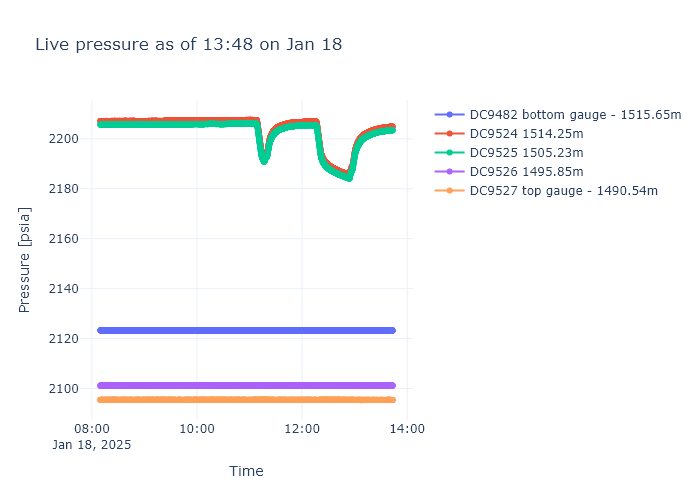 Live pressure as of 13:48 on Jan 18
DC9482 bottom gauge - 1515.65m
DC9524 1514.25m
DC9525 1505.23m
DC9526 1495.85m
DC9527 top gauge - 1490.54m
Pressure [psia]
2200
2180
2160
2140
2120
2100
08:00 10:00 12:00 14:00
Jan 18, 2025
Time